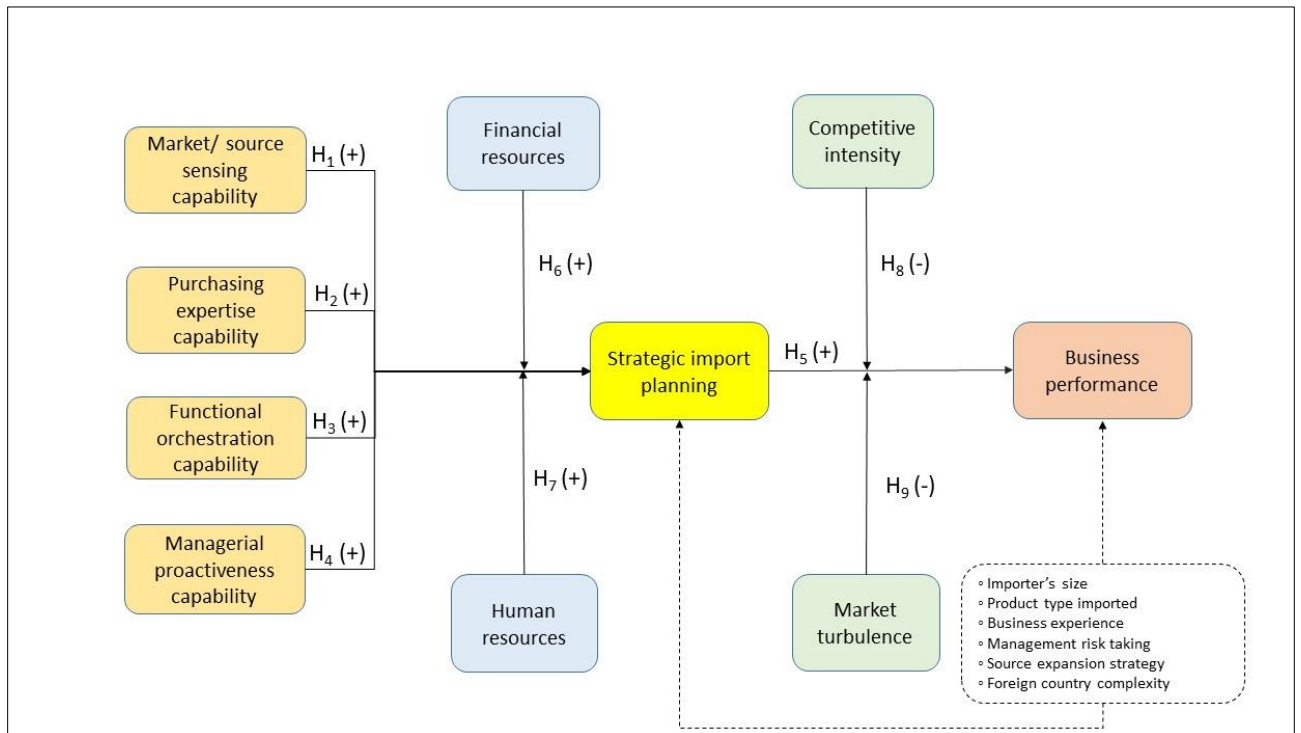 Market/ source
sensing
capability
H₁ (+)
Purchasing
expertise
capability
H₂ (+)
Functional
orchestration
capability
H₃ (+)
Managerial
proactiveness
capability
H₄ (+)
Financial
resources
H₆ (+)
H₇ (+)
Human
resources
Strategic import
planning
H₅ (+)
Competitive
intensity
H₈ (-)
H₉ (-)
Market
turbulence
Business
performance
∘ Importer’s size
∘ Product type imported
∘ Business experience
∘ Management risk taking
∘ Source expansion strategy
∘ Foreign country complexity